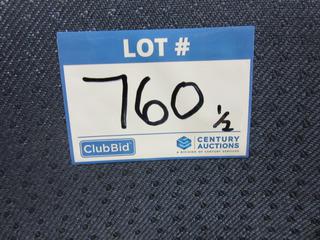 LOT #
760 1/2
ClubBid
CENTURY
AUCTIONS
A DIVISION OF CENTURY SERVICES